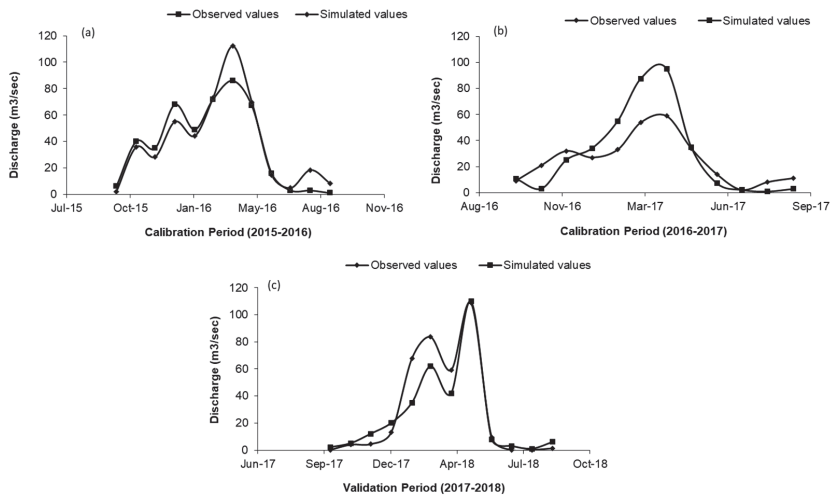 Observed values Simulated values
(a)
Discharge (m3/sec)
120
100
80
60
40
20
0
Jul-15 Oct-15 Jan-16 May-16 Aug-16 Nov-16
Calibration Period (2015-2016)
Observed values Simulated values
(b)
Discharge (m3/sec)
120
100
80
60
40
20
0
Aug-16 Nov-16 Mar-17 Jun-17 Sep-17
Calibration Period (2016-2017)
Observed values Simulated values
(c)
Discharge (m3/sec)
120
100
80
60
40
20
0
Jun-17 Sep-17 Dec-17 Apr-18 Jul-18 Oct-18
Validation Period (2017-2018)